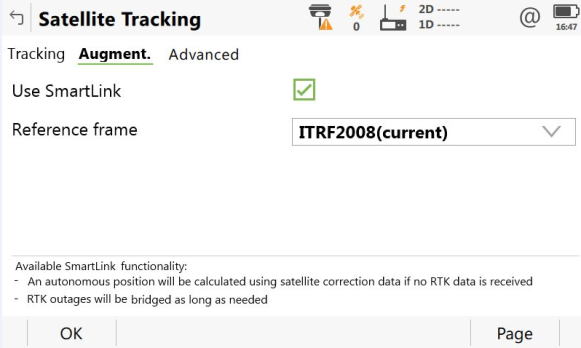 Satellite Tracking
0
2D -----
1D -----
@
16:47
Tracking Augment. Advanced
Use SmartLink
Reference frame
ITRF2008(current)
Available SmartLink functionality:
- An autonomous position will be calculated using satellite correction data if no RTK data is received
- RTK outages will be bridged as long as needed
OK
Page